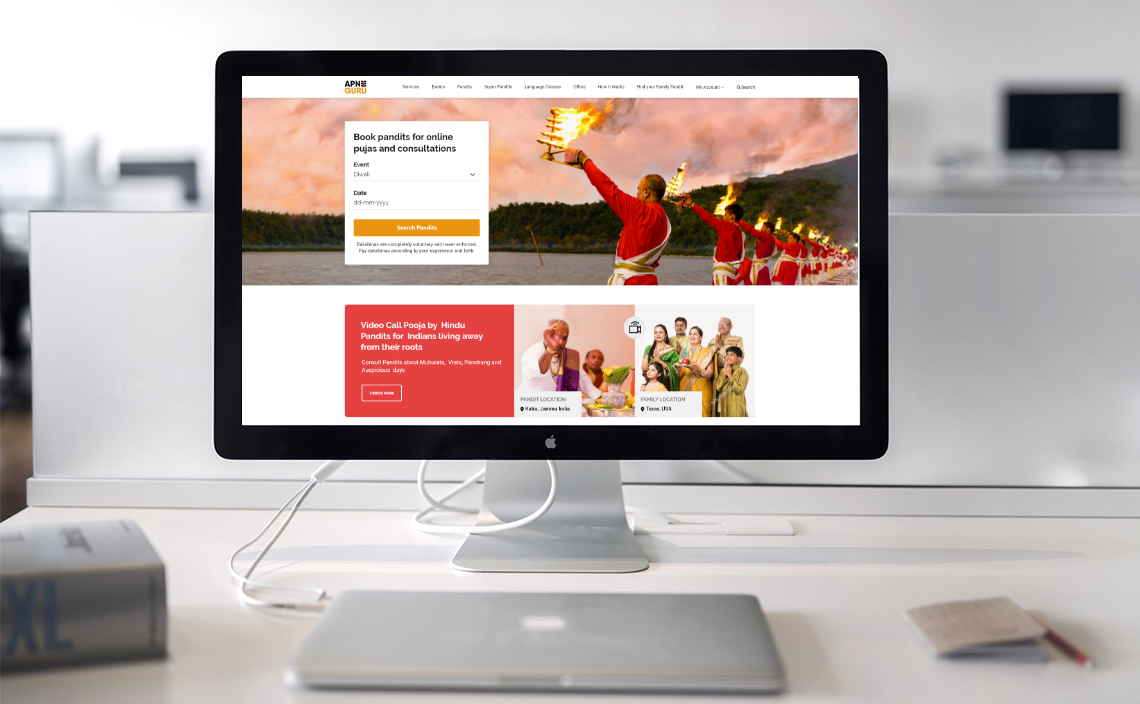 APNE
GURU
Services Events Pandits Super Pandits Language Classes Offers How it Works Find your Family Pandit My Account Search
Book pandits for online
pujas and consultations
Event
Diwali
Date
dd-mm-yyyy
Search Pandits
Dakshinas are completely voluntary and never enforced.
Pay dakshinas according to your experience and faith
Video Call Pooja by Hindu
Pandits for Indians living away
from their roots
Consult Pandits about Muhurats, Vrats, Panchang and
Auspicious days
KNOW MORE
PANDIT LOCATION
Katra, Jammu India
FAMILY LOCATION
Texas, USA
XL